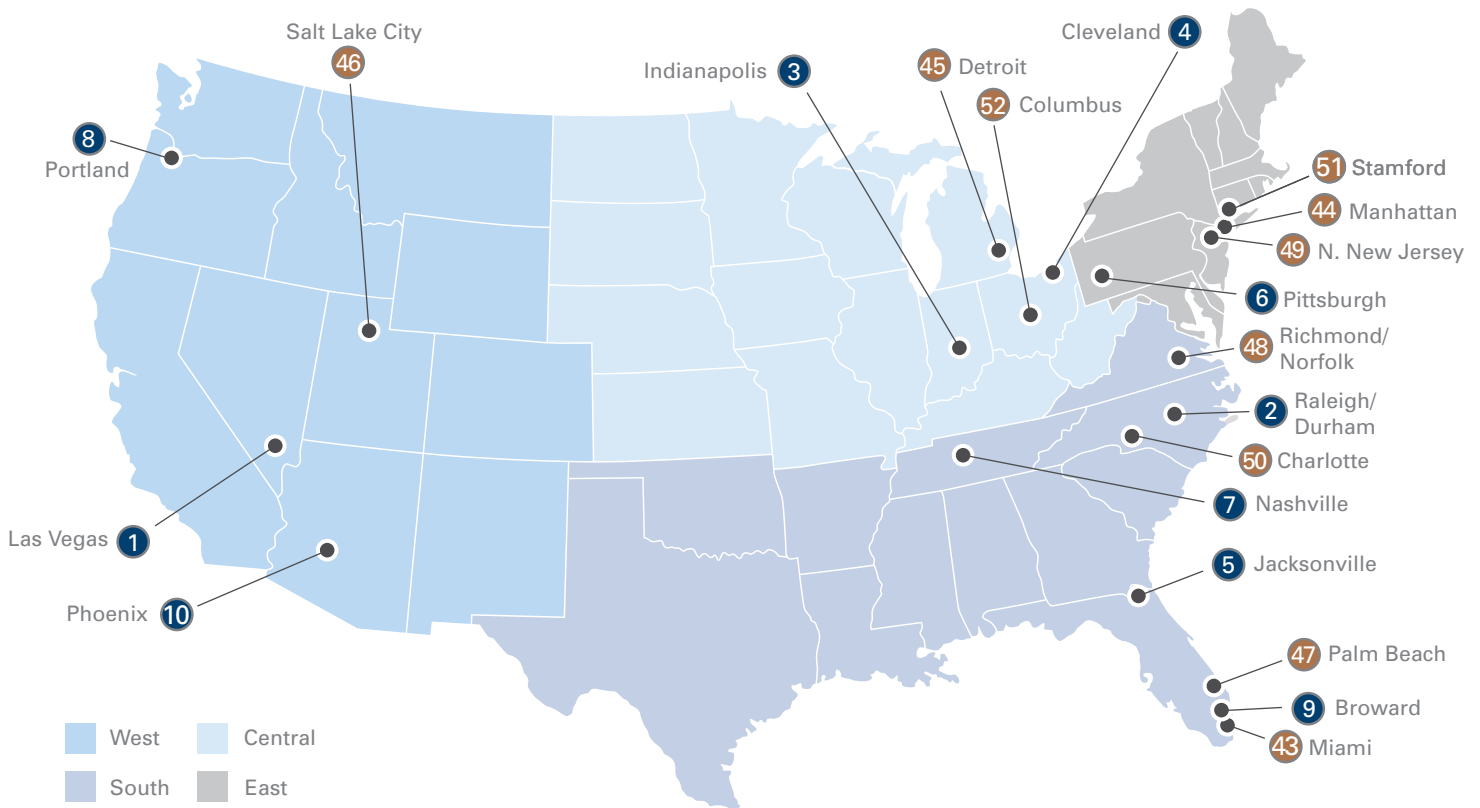 Salt Lake City
46
Cleveland 4
Indianapolis 3
45 Detroit
52 Columbus
8
Portland
51 Stamford
44 Manhattan
49 N. New Jersey
6 Pittsburgh
48 Richmond/
Norfolk
2 Raleigh/
Durham
50 Charlotte
7 Nashville
Las Vegas 1
5 Jacksonville
Phoenix 10
47 Palm Beach
9 Broward
43 Miami
West
Central
South
East